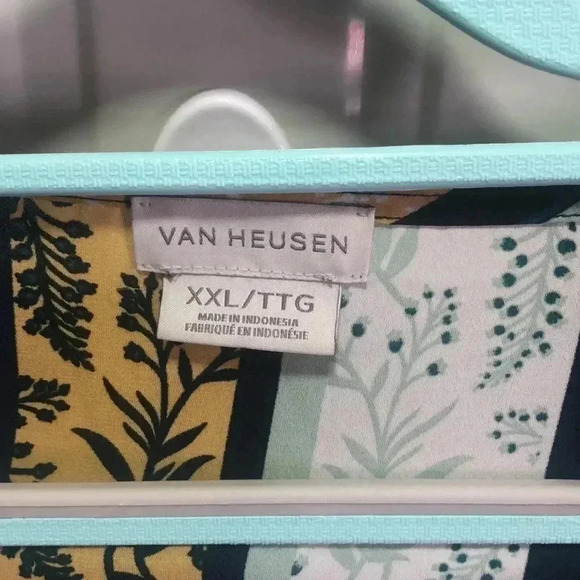 VAN HEUSEN
XXL/TTG
MADE IN INDONESIA
FABRIQUÉ EN INDONÉSIE